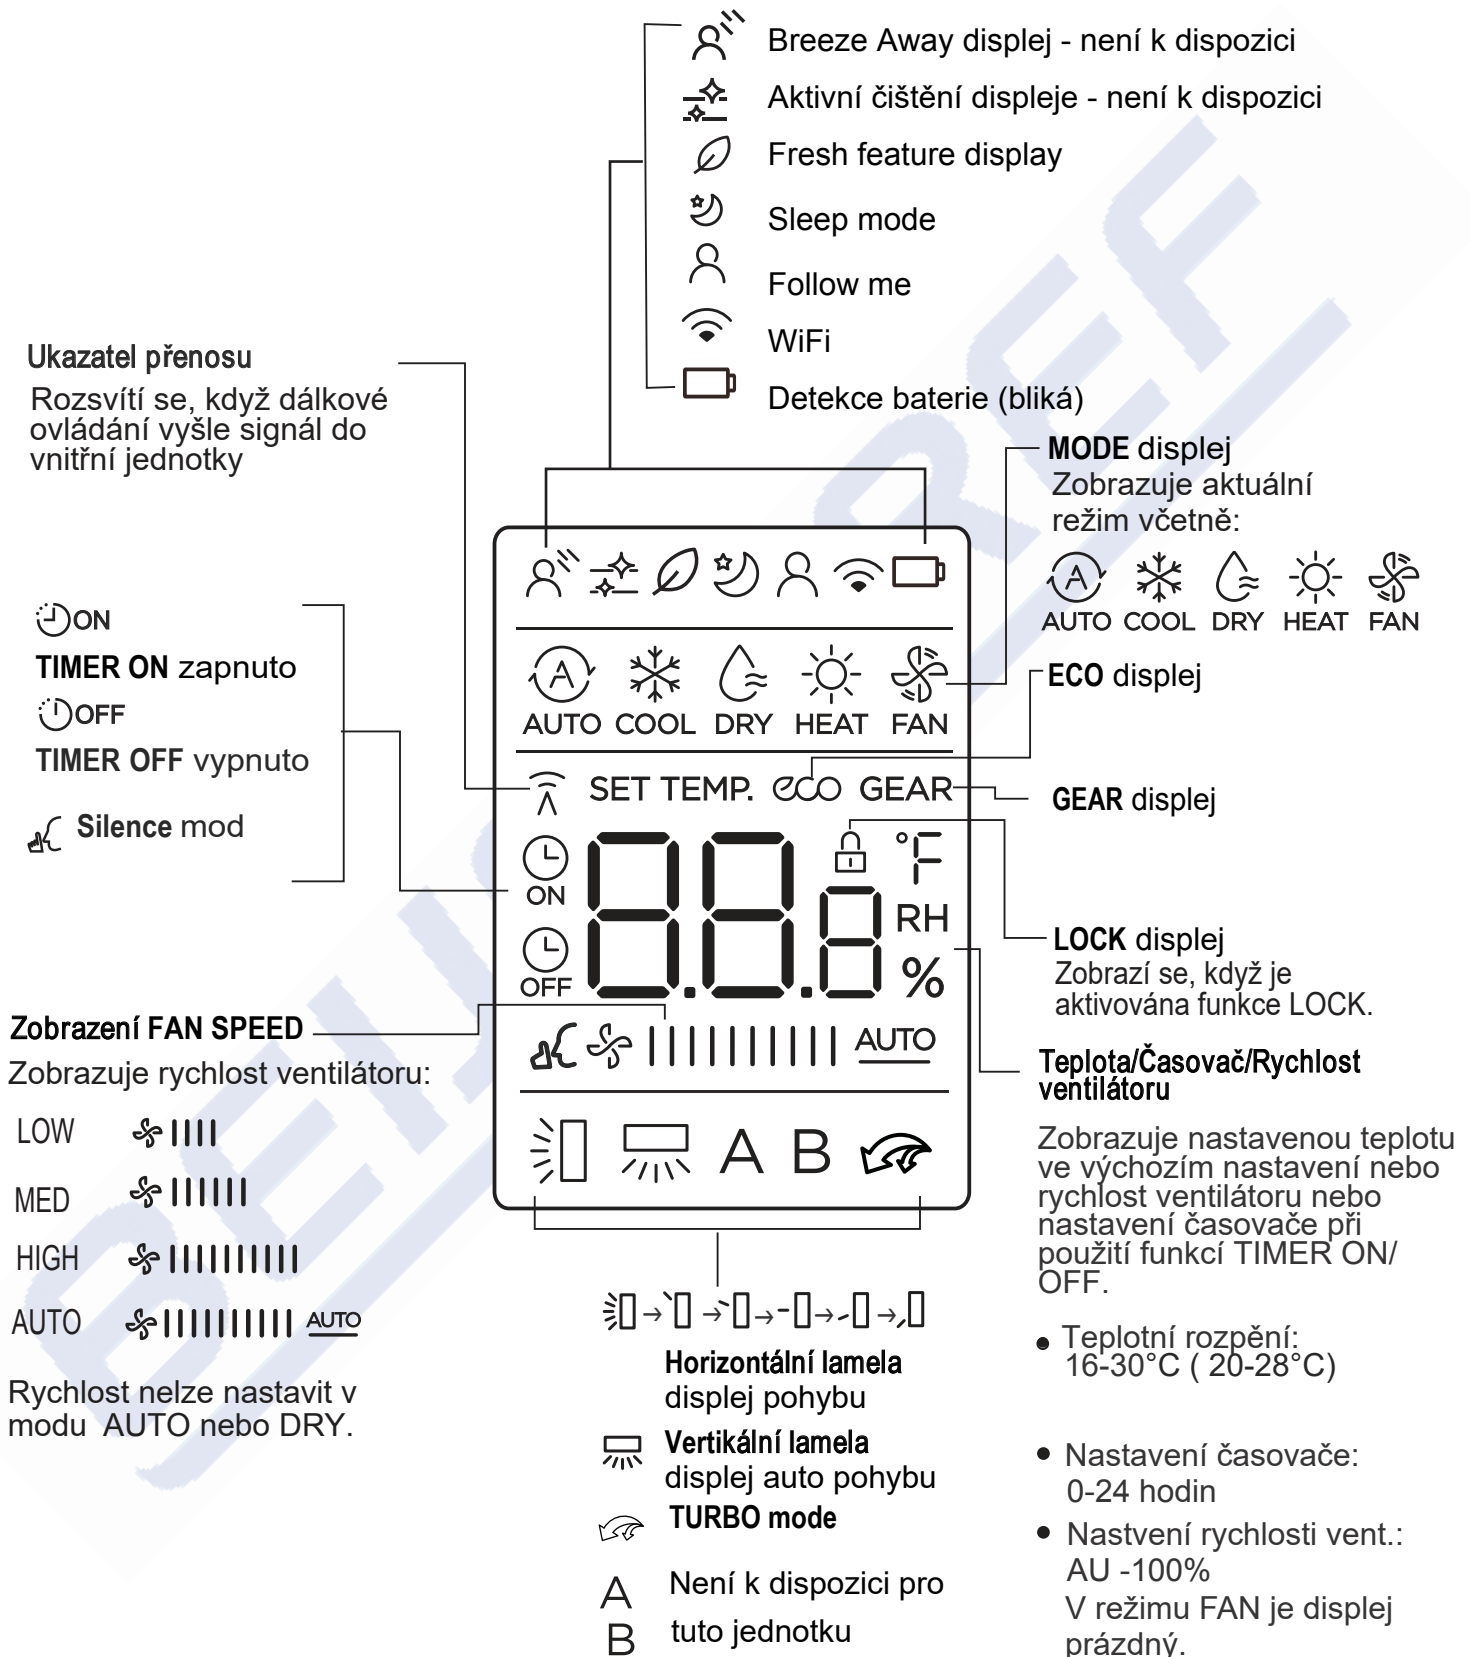 Breeze Away displej - není k dispozici
Aktivní čištění displeje - není k dispozici
Fresh feature display
Sleep mode
Follow me
WiFi
Detekce baterie (bliká)
Ukazatel přenosu
Rozsvítí se, když dálkové
ovládání vyšle signál do
vnitřní jednotky
ON
TIMER ON zapnuto
OFF
TIMER OFF vypnuto
Silence mod
Zobrazení FAN SPEED
Zobrazuje rychlost ventilátoru:
LOW
MED
HIGH
AUTO AUTO
Rychlost nelze nastavit v
modu AUTO nebo DRY.
AUTO COOL DRY HEAT FAN
SET TEMP. eco GEAR
ON
OFF
88.8.
°F
RH
%
AUTO
A B
Horizontální lamela
displej pohybu
Vertikální lamela
displej auto pohybu
TURBO mode
A Není k dispozici pro
B tuto jednotku
MODE displej
Zobrazuje aktuální
režim včetně:
A
AUTO COOL DRY HEAT FAN
ECO displej
GEAR displej
LOCK displej
Zobrazí se, když je
aktivována funkce LOCK.
Teplota/Časovač/Rychlost
ventilátoru
Zobrazuje nastavenou teplotu
ve výchozím nastavení nebo
rychlost ventilátoru nebo
nastavení časovače při
použití funkcí TIMER ON/
OFF.
• Teplotní rozpění:
16-30°C ( 20-28°C)
• Nastavení časovače:
0-24 hodin
• Nastvení rychlosti vent.:
AU -100%
V režimu FAN je displej
prázdný.